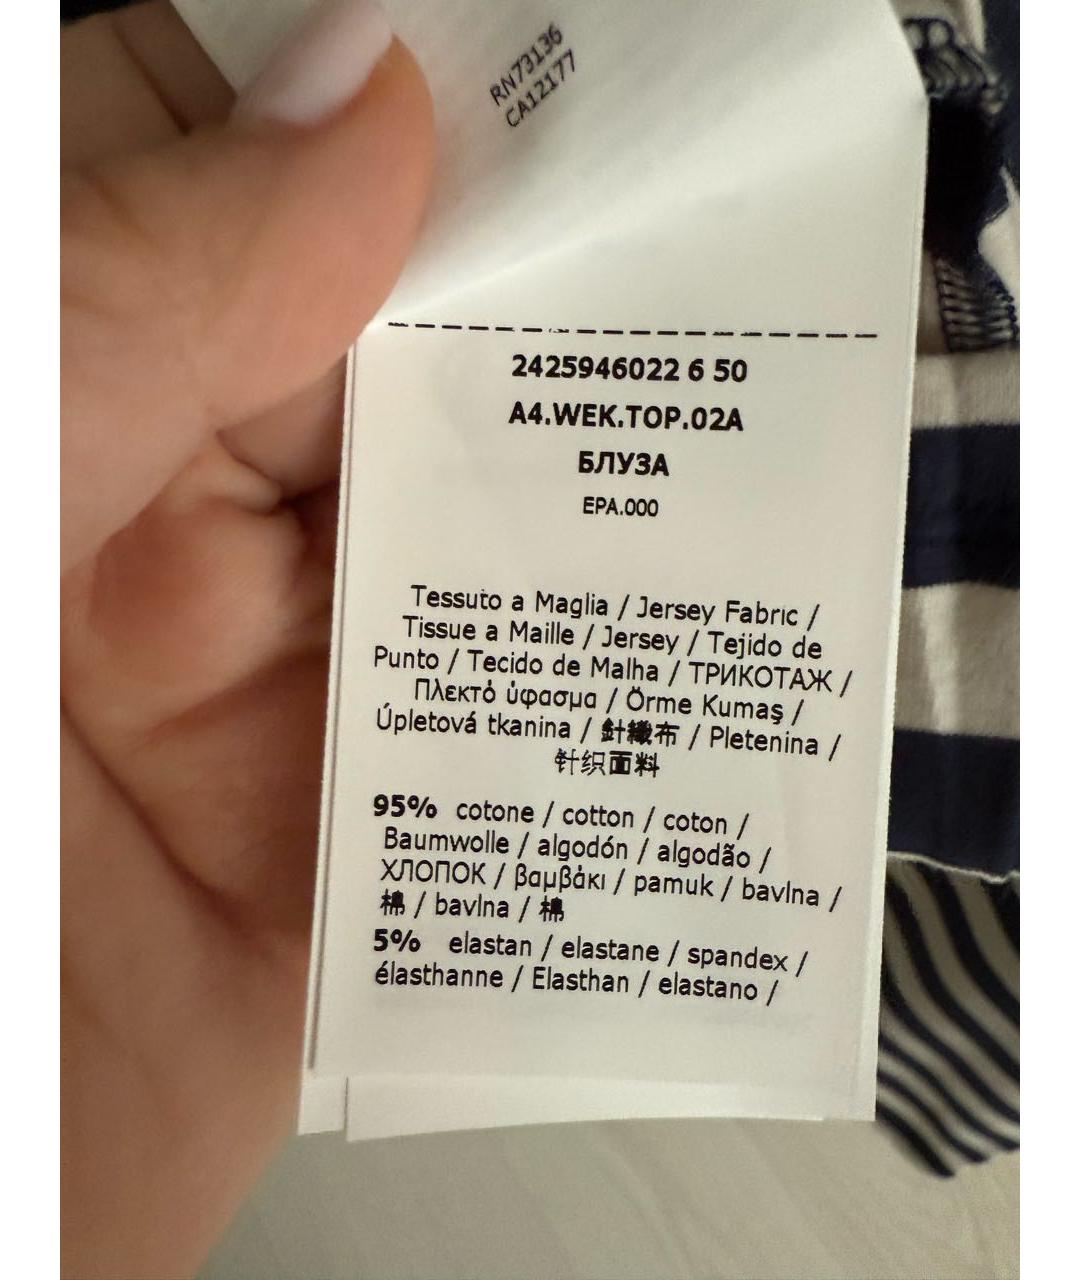 RN73136
CA12177
2425946022 6 50
A4.WEK.TOP.02A
БЛУЗА
EPA.000
Tessuto a Maglia / Jersey Fabric /
Tissue a Maille / Jersey / Tejido de
Punto / Tecido de Malha / ТРИКОТАЖ /
Πλεκτό ύφασμα / Örme Kumaş /
Úpletová tkanina / 針織布 / Pletenina /
针织面料
95% cotone / cotton / coton /
Baumwolle / algodón / algodão /
ХЛОПОК / βαμβάκι / pamuk / bavlna /
棉 / bavlna / 棉
5% elastan / elastane / spandex /
élasthanne / Elasthan / elastano /